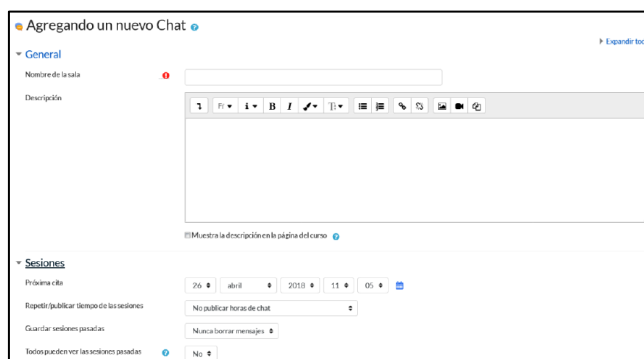 Agregando un nuevo Chat
Expandir tod
General
Nombre de la sala
Descripción
Muestra la descripción en la página del curso
Sesiones
Próxima cita
26 abril 2018 11 05
Repetir/publicar tiempo de las sesiones
No publicar horas de chat
Guardar sesiones pasadas
Nunca borrar mensajes
Todos pueden ver las sesiones pasadas
No